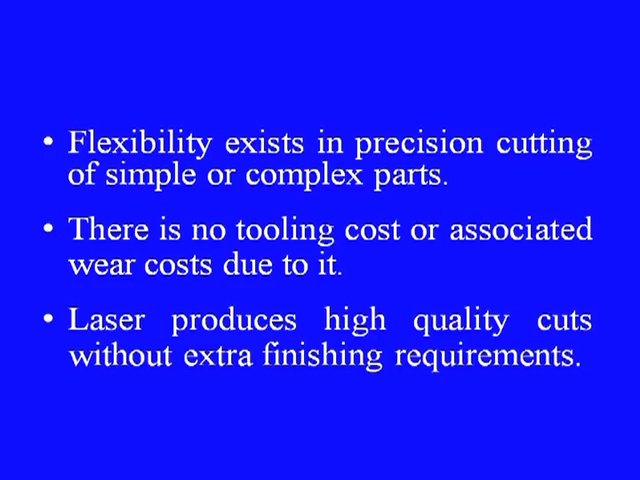 • Flexibility exists in precision cutting
of simple or complex parts.
• There is no tooling cost or associated
wear costs due to it.
• Laser produces high quality cuts
without extra finishing requirements.